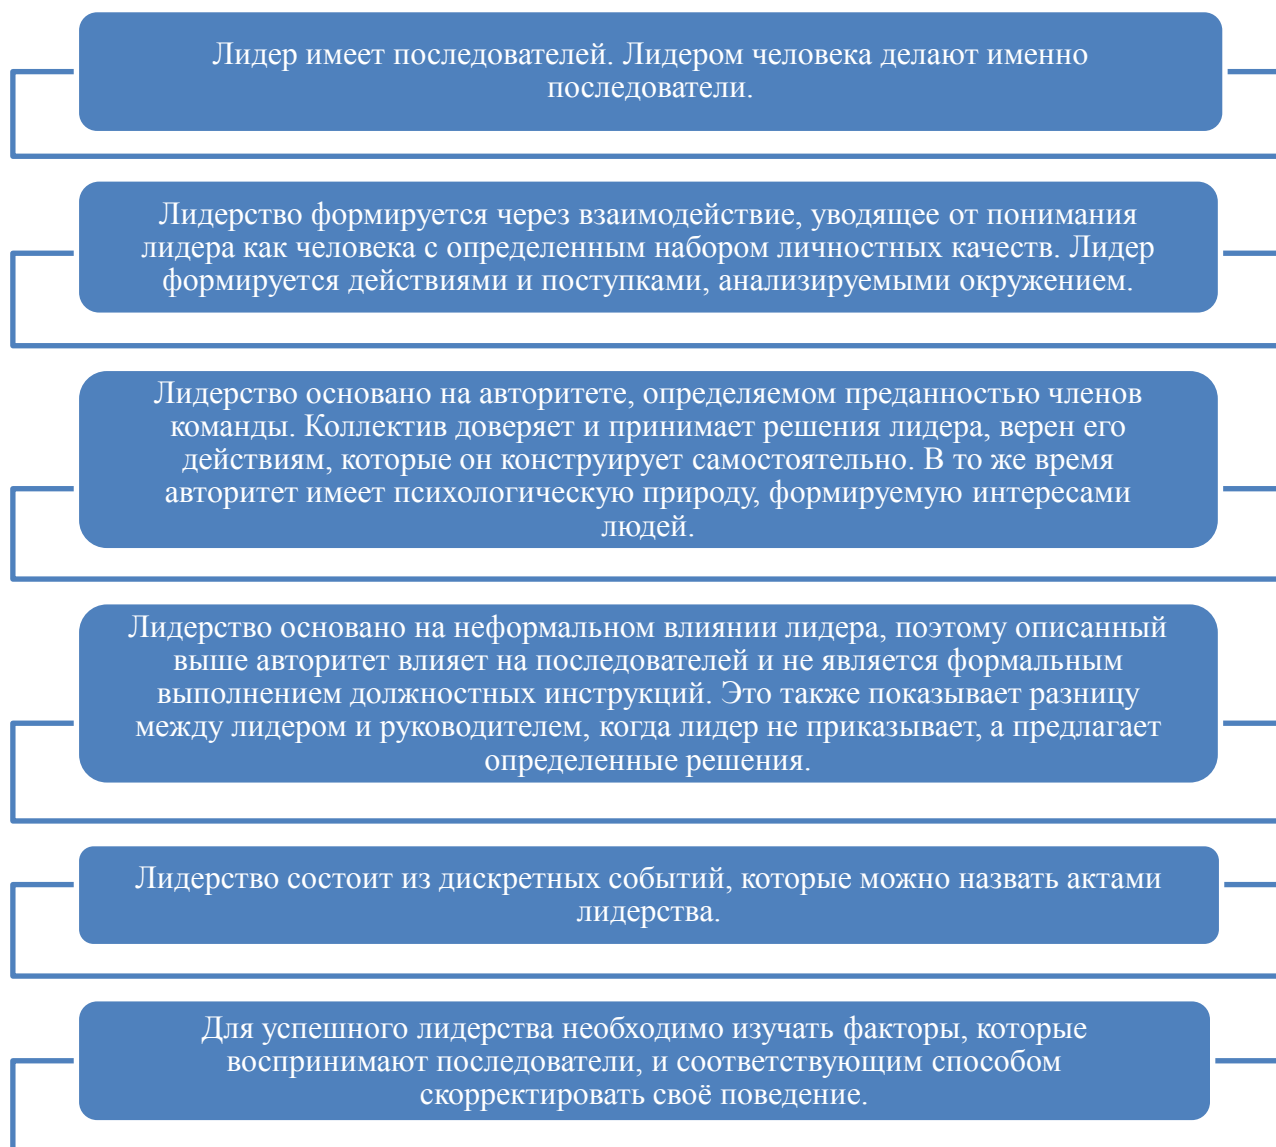 Лидер имеет последователей. Лидером человека делают именно
последователи.
Лидерство формируется через взаимодействие, уводящее от понимания
лидера как человека с определенным набором личностных качеств. Лидер
формируется действиями и поступками, анализируемыми окружением.
Лидерство основано на авторитете, определяемом преданностью членов
команды. Коллектив доверяет и принимает решения лидера, верен его
действиям, которые он конструирует самостоятельно. В то же время
авторитет имеет психологическую природу, формируемую интересами
людей.
Лидерство основано на неформальном влиянии лидера, поэтому описанный
выше авторитет влияет на последователей и не является формальным
выполнением должностных инструкций. Это также показывает разницу
между лидером и руководителем, когда лидер не приказывает, а предлагает
определенные решения.
Лидерство состоит из дискретных событий, которые можно назвать актами
лидерства.
Для успешного лидерства необходимо изучать факторы, которые
воспринимают последователи, и соответствующим способом
скорректировать своё поведение.